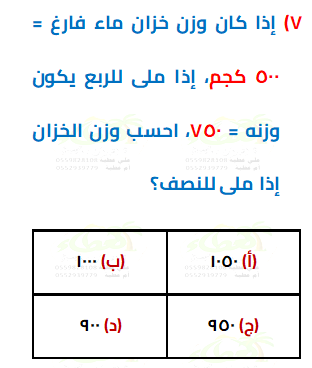 ٧) إذا كان وزن خزان ماء فارغ =
٥٠٠ كجم، إذا ملى للربع يكون
وزنه = ٧٥٠، احسب وزن الخزان
إذا ملى للنصف؟
(أ) ١٠٥٠
(ب) ١٠٠٠
(ج) ٩٥٠
(د) ٩٠٠